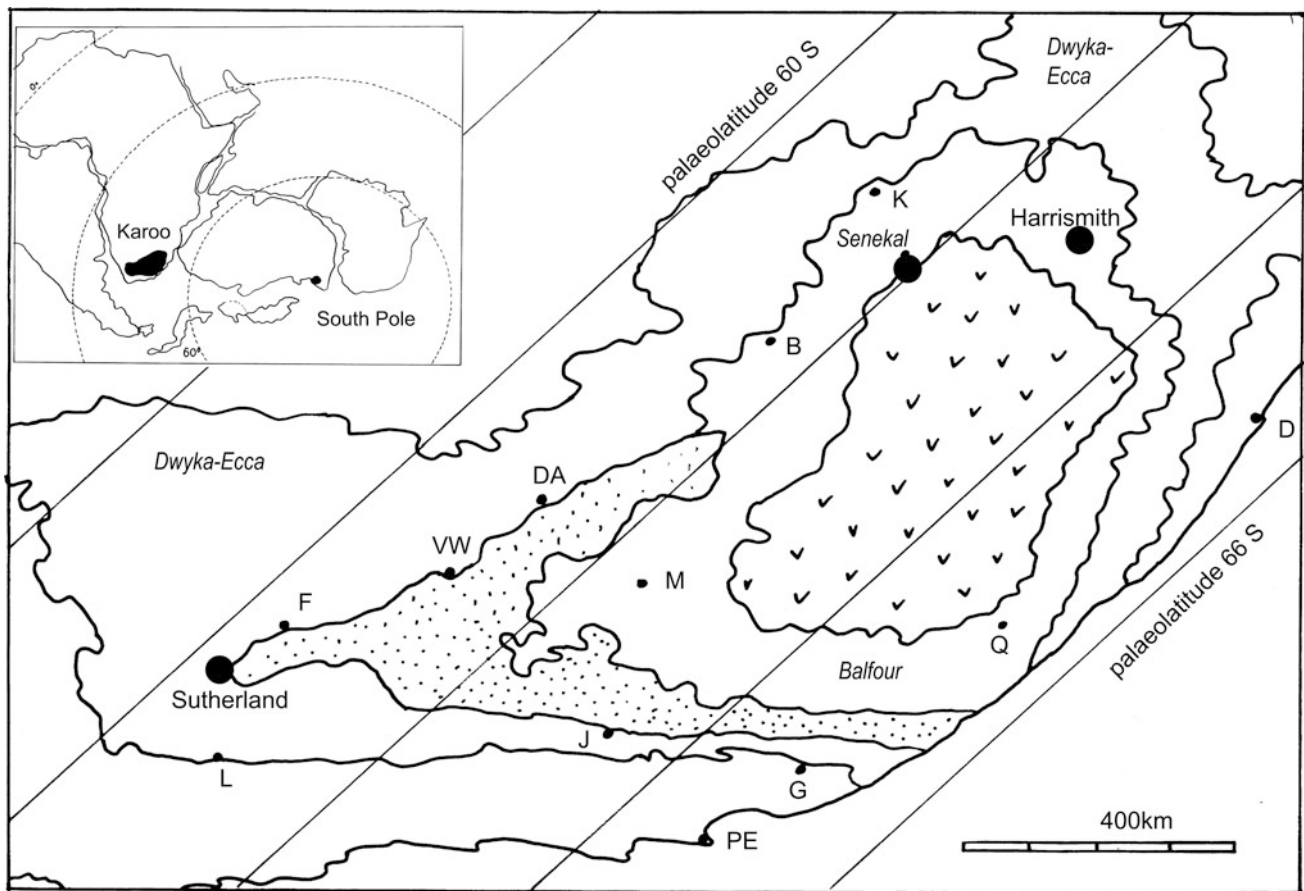 0°
Karoo
South Pole
60°
Dwyka-
Ecca
palaeolatitude 60 S
K
Harrismith
Senekal
B
D
Dwyka-Ecca
DA
VW
M
F
Q
palaeolatitude 66 S
Balfour
Sutherland
J
L
G
PE
400km